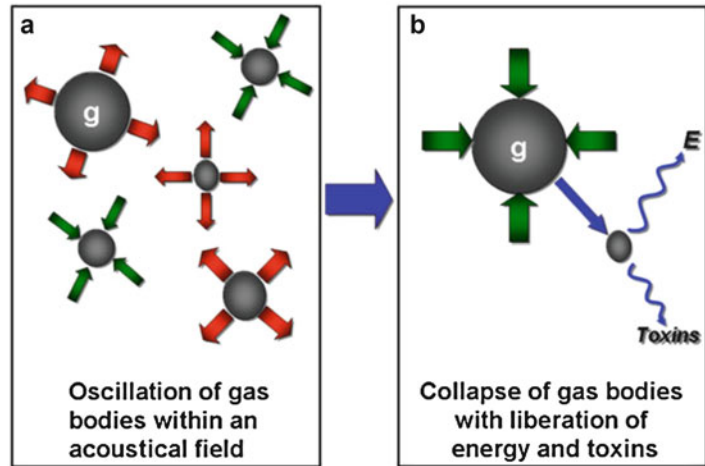 a
g
Oscillation of gas
bodies within an
acoustical field
b
g
E
Toxins
Collapse of gas bodies
with liberation of
energy and toxins